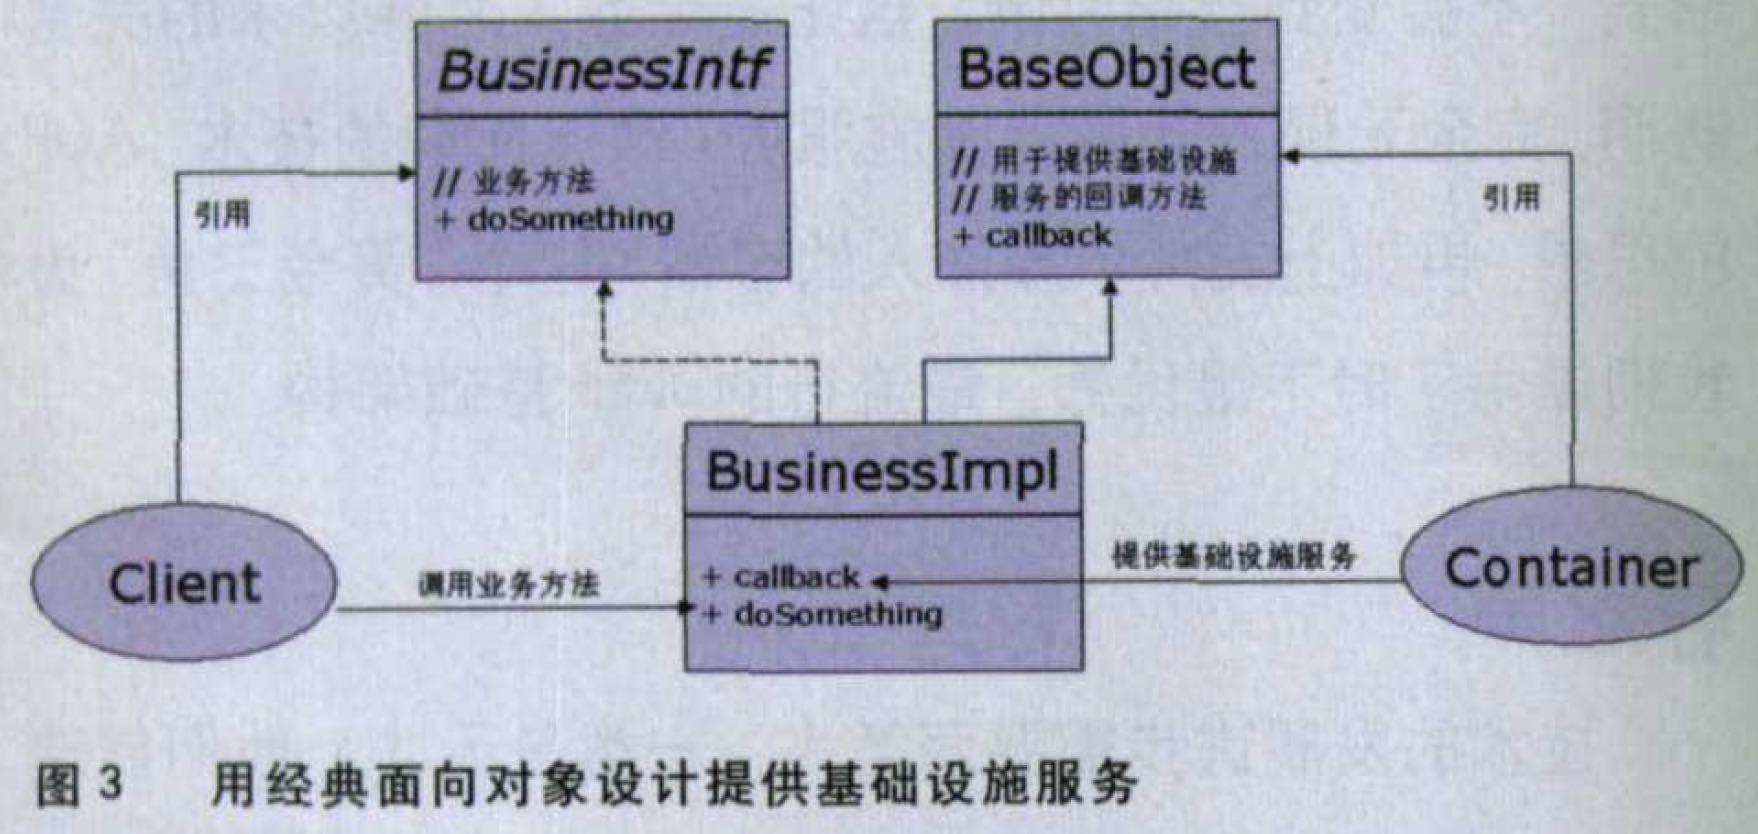 BusinessIntf
// 业务方法
+ doSomething
BaseObject
// 用于提供基础设施
// 服务的回调方法
+ callback
引用
引用
BusinessImpl
+ callback
+ doSomething
Client
调用业务方法
提供基础设施服务
Container
图 3 用经典面向对象设计提供基础设施服务